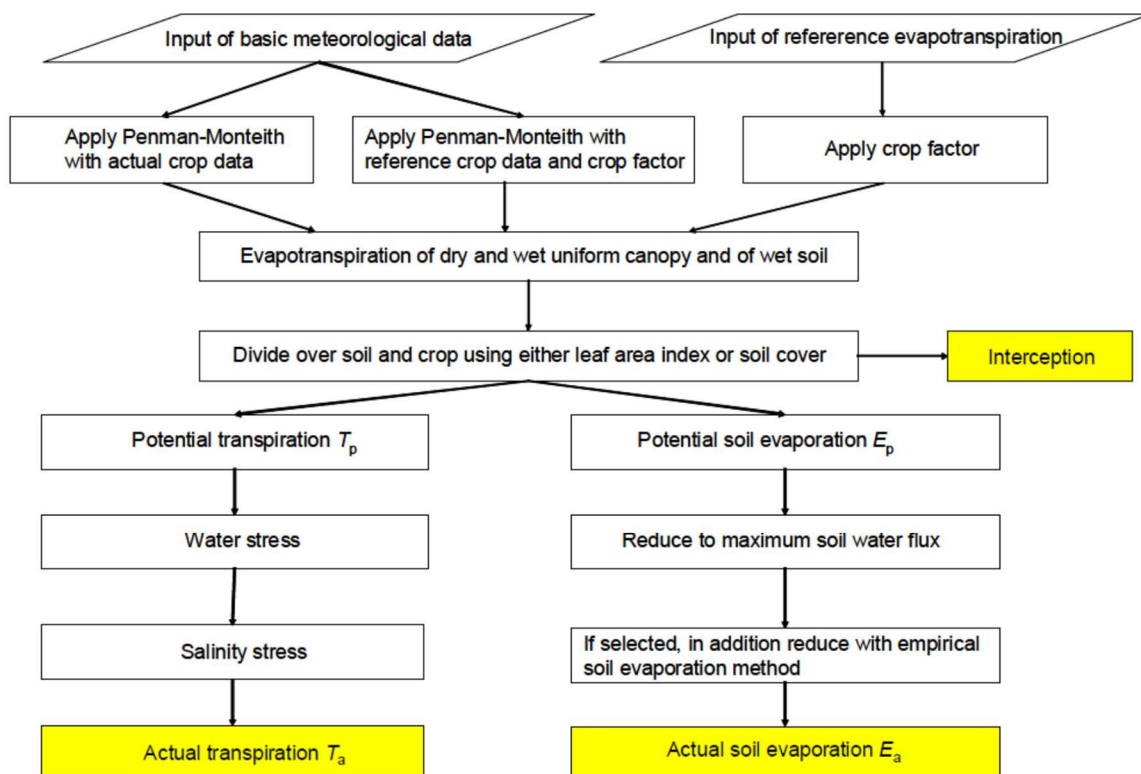 Input of basic meteorological data
Input of refererence evapotranspiration
Apply Penman-Monteith
with actual crop data
Apply Penman-Monteith with
reference crop data and crop factor
Apply crop factor
Evapotranspiration of dry and wet uniform canopy and of wet soil
Divide over soil and crop using either leaf area index or soil cover
Interception
Potential transpiration Tp
Potential soil evaporation Ep
Water stress
Reduce to maximum soil water flux
Salinity stress
If selected, in addition reduce with empirical
soil evaporation method
Actual transpiration Ta
Actual soil evaporation Ea